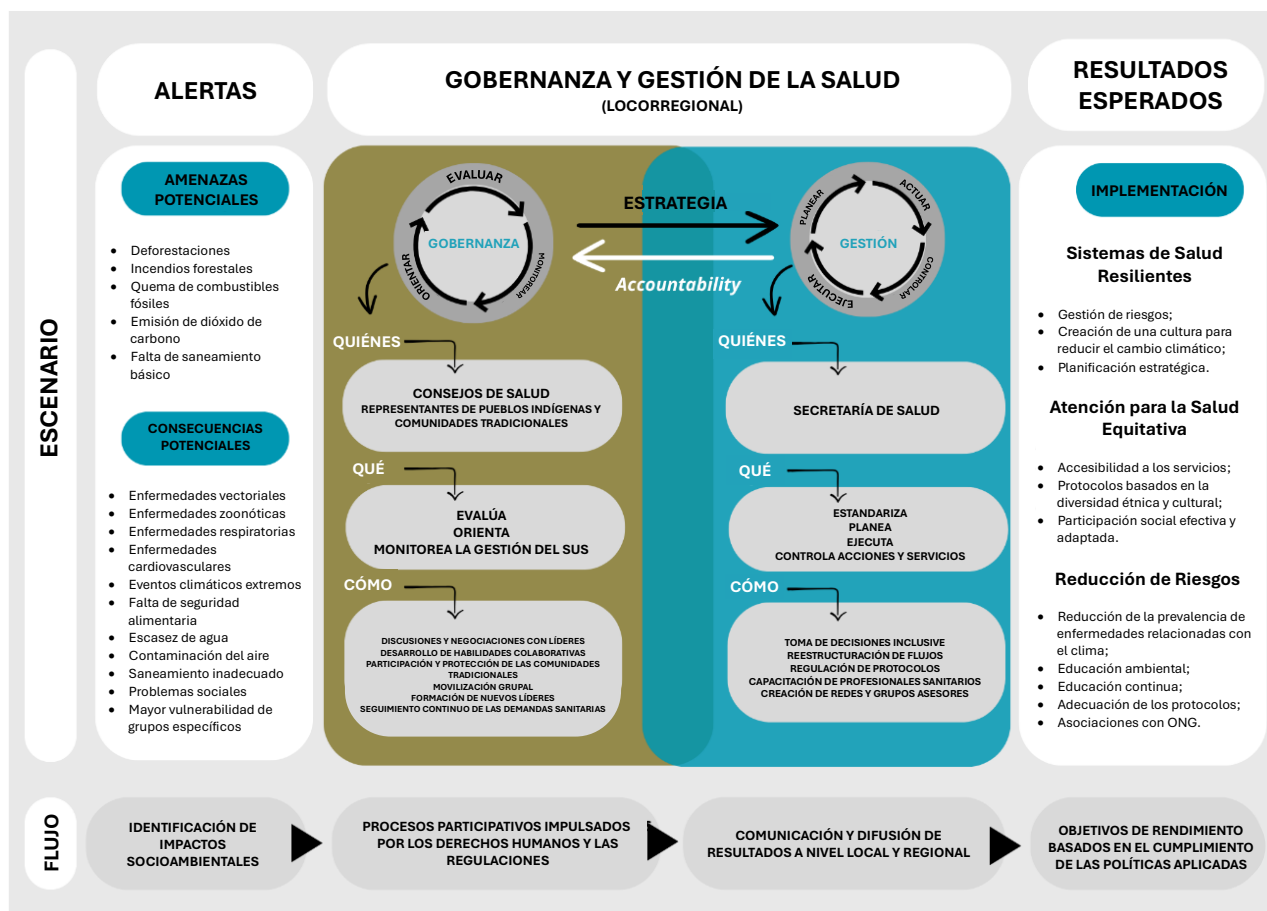 ESCENARIO
ALERTAS
AMENAZAS
POTENCIALES
Deforestaciones
Incendios forestales
Quema de combustibles
fósiles
Emisión de dióxido de
carbono
Falta de saneamiento
básico
CONSECUENCIAS
POTENCIALES
Enfermedades vectoriales
Enfermedades zoonóticas
Enfermedades respiratorias
Enfermedades
cardiovasculares
Eventos climáticos extremos
Falta de seguridad
alimentaria
Escasez de agua
Contaminación del aire
Saneamiento inadecuado
Problemas sociales
Mayor vulnerabilidad de
grupos específicos
GOBERNANZA Y GESTIÓN DE LA SALUD
(LOCORREGIONAL)
EVALUAR
MONITOREAR
ORIENTAR
GOBERNANZA
ESTRATEGIA
Accountability
PLANEAR
ACTUAR
CONTROLAR
EJECUTAR
GESTIÓN
QUIÉNES
CONSEJOS DE SALUD
REPRESENTANTES DE PUEBLOS INDÍGENAS Y
COMUNIDADES TRADICIONALES
QUÉ
EVALÚA
ORIENTA
MONITOREA LA GESTIÓN DEL SUS
CÓMO
DISCUSIONES Y NEGOCIACIONES CON LÍDERES
DESARROLLO DE HABILIDADES COLABORATIVAS
PARTICIPACIÓN Y PROTECCIÓN DE LAS COMUNIDADES
TRADICIONALES
MOVILIZACIÓN GRUPAL
FORMACIÓN DE NUEVOS LÍDERES
SEGUIMIENTO CONTINUO DE LAS DEMANDAS SANITARIAS
QUIÉNES
SECRETARÍA DE SALUD
QUÉ
ESTANDARIZA
PLANEA
EJECUTA
CONTROLA ACCIONES Y SERVICIOS
CÓMO
TOMA DE DECISIONES INCLUSIVE
REESTRUCTURACIÓN DE FLUJOS
REGULACIÓN DE PROTOCOLOS
CAPACITACIÓN DE PROFESIONALES SANITARIOS
CREACIÓN DE REDES Y GRUPOS ASESORES
RESULTADOS
ESPERADOS
IMPLEMENTACIÓN
Sistemas de Salud
Resilientes
Gestión de riesgos;
Creación de una cultura para
reducir el cambio climático;
Planificación estratégica.
Atención para la Salud
Equitativa
Accesibilidad a los servicios;
Protocolos basados en la
diversidad étnica y cultural;
Participación social efectiva y
adaptada.
Reducción de Riesgos
Reducción de la prevalencia de
enfermedades relacionadas con
el clima;
Educación ambiental;
Educación continua;
Adecuación de los protocolos;
Asociaciones con ONG.
FLUJO
IDENTIFICACIÓN DE
IMPACTOS
SOCIOAMBIENTALES
PROCESOS PARTICIPATIVOS IMPULSADOS
POR LOS DERECHOS HUMANOS Y LAS
REGULACIONES
COMUNICACIÓN Y DIFUSIÓN DE
RESULTADOS A NIVEL LOCAL Y REGIONAL
OBJETIVOS DE RENDIMIENTO
BASADOS EN EL CUMPLIMIENTO
DE LAS POLÍTICAS APLICADAS